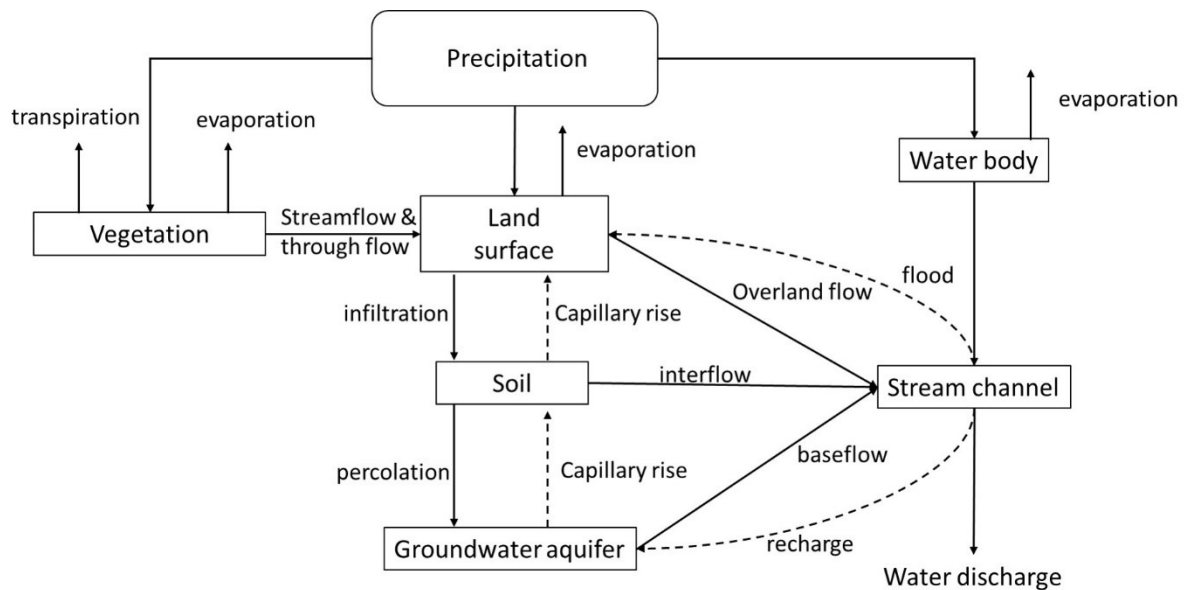 Precipitation
transpiration
evaporation
evaporation
evaporation
Water body
Vegetation
Streamflow &
through flow
Land
surface
flood
Overland flow
infiltration
Capillary rise
Soil
interflow
Stream channel
percolation
Capillary rise
baseflow
Groundwater aquifer
recharge
Water discharge